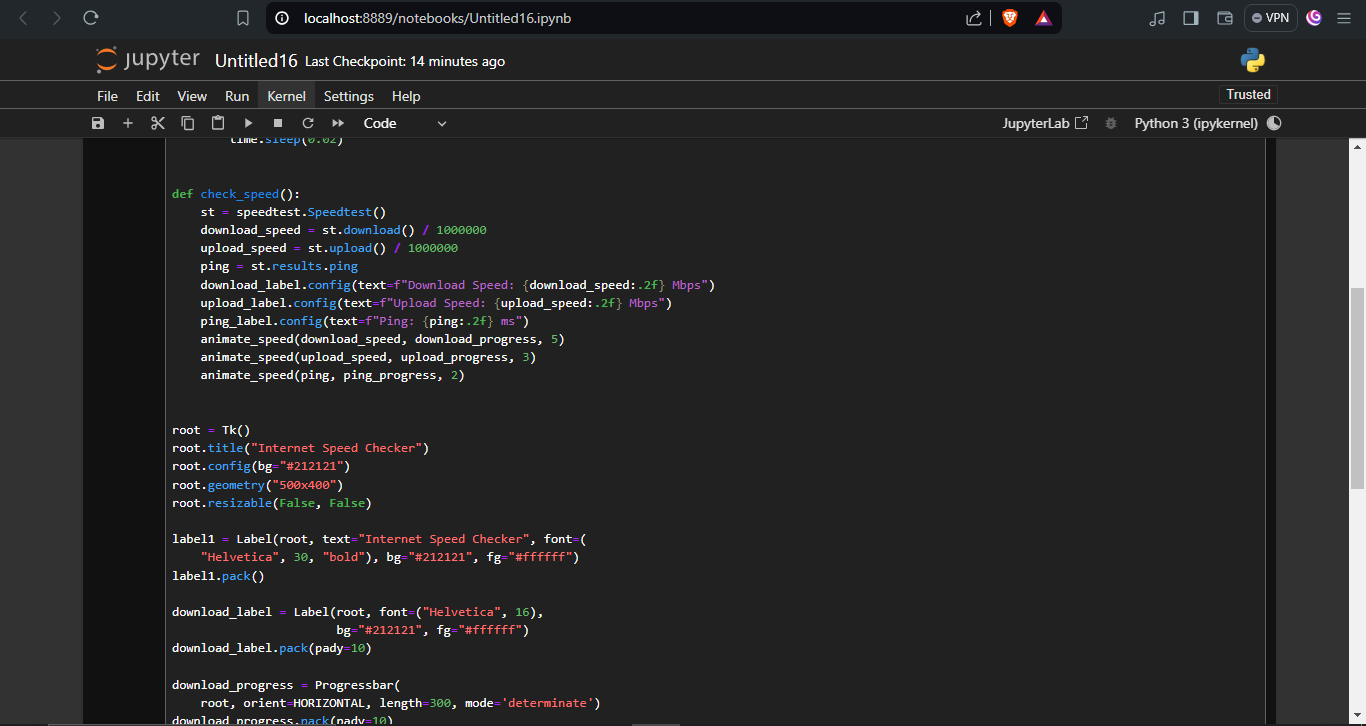 localhost:8889/notebooks/Untitled16.ipynb
VPN
jupyter Untitled16 Last Checkpoint: 14 minutes ago
File Edit View Run Kernel Settings Help
Trusted
Code
JupyterLab
Python 3 (ipykernel)
time.sleep(0.02)
def check_speed():
    st = speedtest.Speedtest()
    download_speed = st.download() / 1000000
    upload_speed = st.upload() / 1000000
    ping = st.results.ping
    download_label.config(text=f"Download Speed: {download_speed:.2f} Mbps")
    upload_label.config(text=f"Upload Speed: {upload_speed:.2f} Mbps")
    ping_label.config(text=f"Ping: {ping:.2f} ms")
    animate_speed(download_speed, download_progress, 5)
    animate_speed(upload_speed, upload_progress, 3)
    animate_speed(ping, ping_progress, 2)
root = Tk()
root.title("Internet Speed Checker")
root.config(bg="#212121")
root.geometry("500x400")
root.resizable(False, False)
label1 = Label(root, text="Internet Speed Checker", font=(
    "Helvetica", 30, "bold"), bg="#212121", fg="#ffffff")
label1.pack()
download_label = Label(root, font=("Helvetica", 16),
                       bg="#212121", fg="#ffffff")
download_label.pack(pady=10)
download_progress = Progressbar(
    root, orient=HORIZONTAL, length=300, mode='determinate')
download_progress.pack(pady=10)